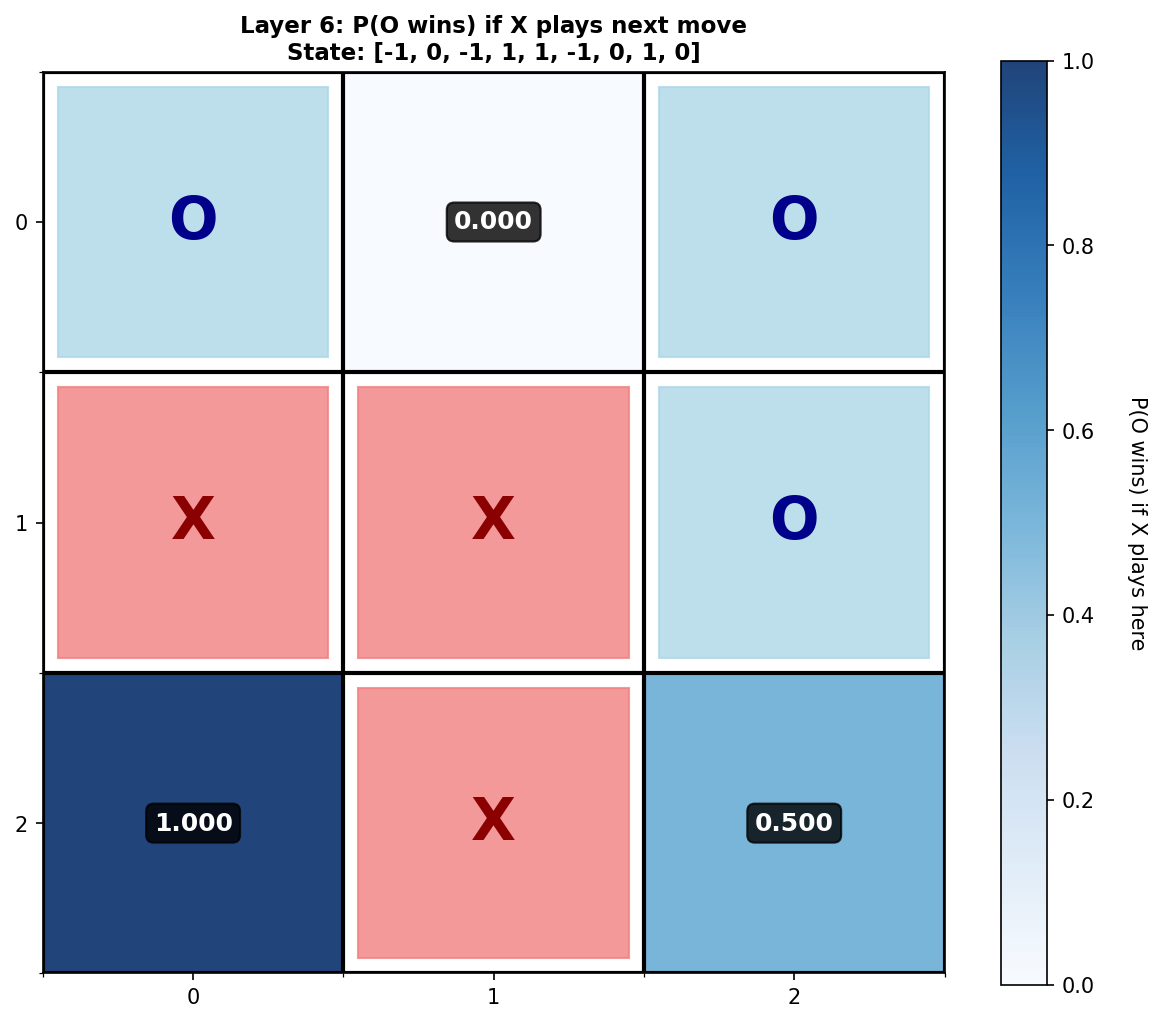 Layer 6: P(O wins) if X plays next move
State: [-1, 0, -1, 1, 1, -1, 0, 1, 0]
0
O
0.000
O
1
X
X
O
2
1.000
X
0.500
0
1
2
1.0
0.8
0.6
0.4
0.2
0.0
P(O wins) if X plays here